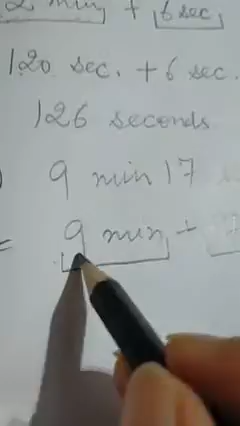 2 min + 6 sec
120 sec. + 6 sec.
126 seconds
9 min 17
= 9 min +